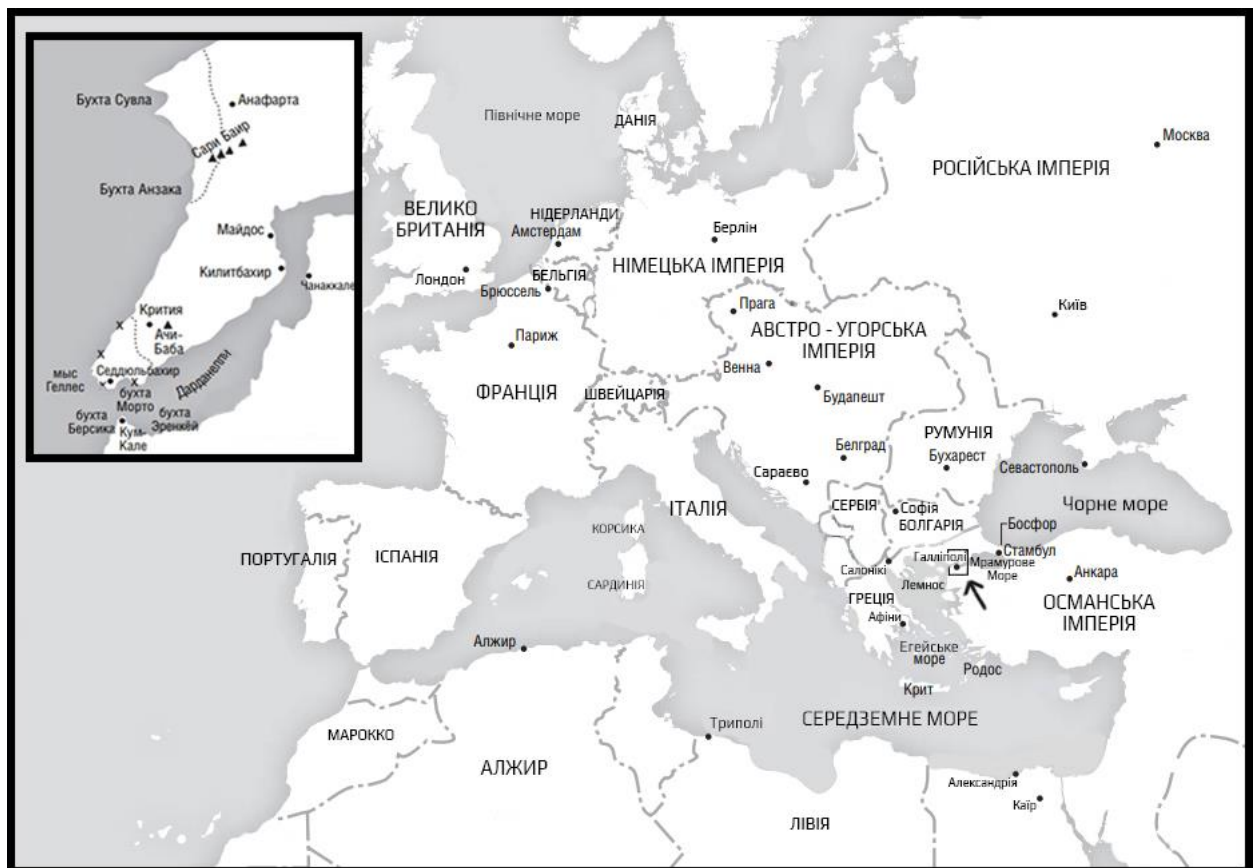 Бухта Сувла
Анафарта
Сари Баир
Бухта Анзака
Майдос
Килитбахир
Чанаккале
Крития
Ачи-
Баба
Дарданелли
Седдюльбахир
мыс
Геллес
бухта
Морто
бухта
Берсика
бухта
Эренкёй
Кум-
Кале
Північне море
ДАНІЯ
Москва
РОСІЙСЬКА ІМПЕРІЯ
ВЕЛИКО
БРИТАНІЯ
НІДЕРЛАНДИ
Амстердам
Берлін
НІМЕЦЬКА ІМПЕРІЯ
Лондон
БЕЛЬГІЯ
Брюссель
Прага
Київ
Париж
АВСТРО - УГОРСЬКА
ІМПЕРІЯ
Венна
ФРАНЦІЯ
ШВЕЙЦАРІЯ
Будапешт
РУМУНІЯ
Бухарест
Белград
Сараєво
Севастополь
СЕРБІЯ
Софія
БОЛГАРІЯ
Чорне море
Босфор
Стамбул
ІТАЛІЯ
КОРСИКА
ПОРТУГАЛІЯ
ІСПАНІЯ
САРДИНІЯ
Салонікі
Галліполі
Мрамурове
Море
Лемнос
Анкара
ГРЕЦІЯ
Афіни
ОСМАНСЬКА
ІМПЕРІЯ
Алжир
Егейське
море
Родос
Крит
МАРОККО
Триполі
СЕРЕДЗЕМНЕ МОРЕ
АЛЖИР
Александрія
Каїр
ЛІВІЯ